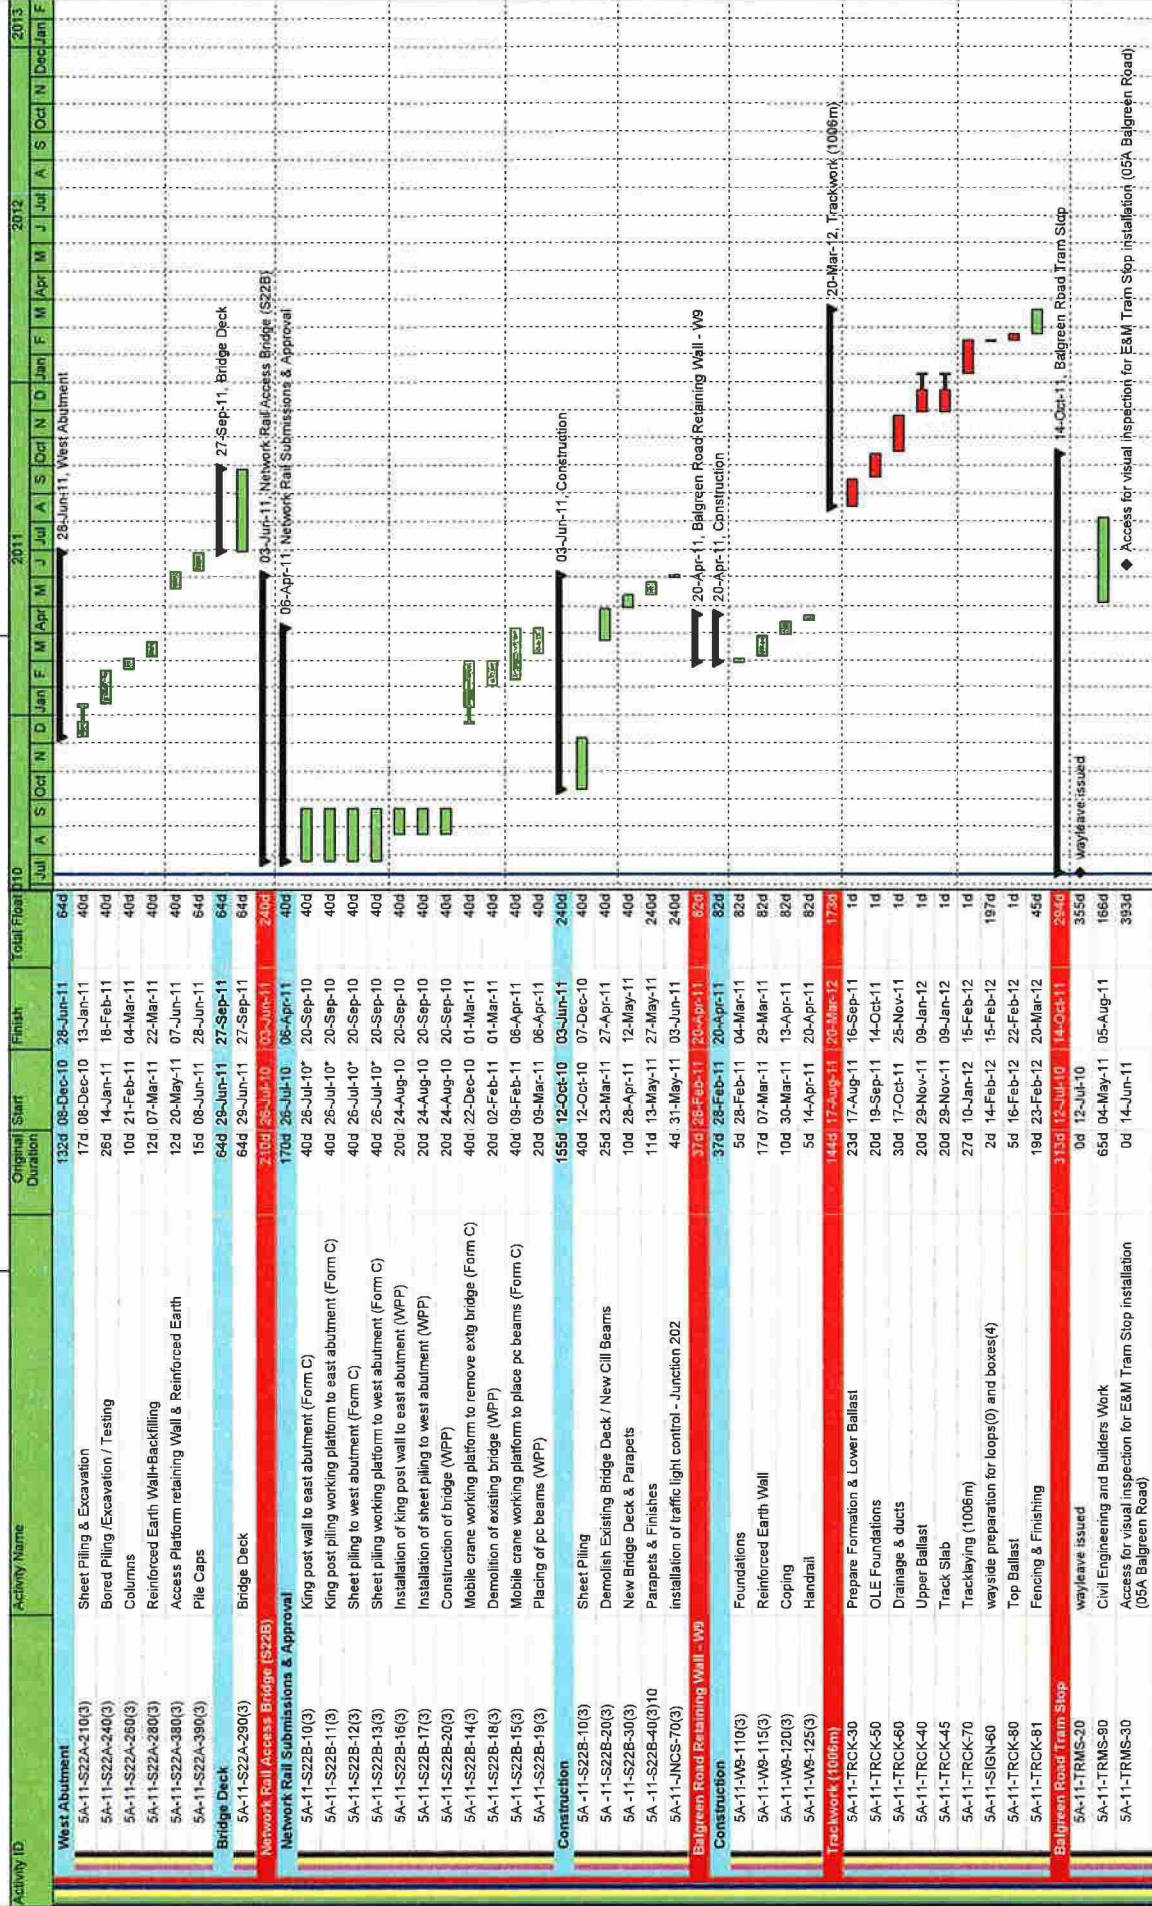 Activity ID Activity Name Original Duration Start Finish Total Float
West Abutment 132d 08-Dec-10 28-Jun-11 64d
5A-11-S22A-210(3) Sheet Piling & Excavation 17d 08-Dec-10 13-Jan-11 40d
5A-11-S22A-240(3) Bored Piling /Excavation / Testing 26d 14-Jan-11 18-Feb-11 40d
5A-11-S22A-260(3) Columns 10d 21-Feb-11 04-Mar-11 40d
5A-11-S22A-280(3) Reinforced Earth Wall+Backfilling 12d 07-Mar-11 22-Mar-11 40d
5A-11-S22A-380(3) Access Platform retaining Wall & Reinforced Earth 12d 20-May-11 07-Jun-11 40d
5A-11-S22A-390(3) Pile Caps 15d 08-Jun-11 28-Jun-11 64d
Bridge Deck 64d 29-Jun-11 27-Sep-11 64d
5A-11-S22A-290(3) Bridge Deck 64d 29-Jun-11 27-Sep-11 64d
Network Rail Access Bridge (S22B) 210d 26-Jul-10 03-Jun-11 240d
Network Rail Submissions & Approval 170d 26-Jul-10 06-Apr-11 40d
5A-11-S22B-10(3) King post wall to east abutment (Form C) 40d 26-Jul-10* 20-Sep-10 40d
5A-11-S22B-11(3) King post piling working platform to east abutment (Form C) 40d 26-Jul-10* 20-Sep-10 40d
5A-11-S22B-12(3) Sheet piling to west abutment (Form C) 40d 26-Jul-10* 20-Sep-10 40d
5A-11-S22B-13(3) Sheet piling working platform to west abutment (Form C) 40d 26-Jul-10* 20-Sep-10 40d
5A-11-S22B-16(3) Installation of king post wall to east abutment (WPP) 20d 24-Aug-10 20-Sep-10 40d
5A-11-S22B-17(3) Installation of sheet piling to west abutment (WPP) 20d 24-Aug-10 20-Sep-10 40d
5A-11-S22B-20(3) Construction of bridge (WPP) 20d 24-Aug-10 20-Sep-10 40d
5A-11-S22B-14(3) Mobile crane working platform to remove extg bridge (Form C) 40d 22-Dec-10 01-Mar-11 40d
5A-11-S22B-18(3) Demolition of existing bridge (WPP) 20d 02-Feb-11 01-Mar-11 40d
5A-11-S22B-15(3) Mobile crane working platform to place pc beams (Form C) 40d 09-Feb-11 06-Apr-11 40d
5A-11-S22B-19(3) Placing of pc beams (WPP) 20d 09-Mar-11 06-Apr-11 40d
Construction 155d 12-Oct-10 03-Jun-11 240d
5A -11-S22B-10(3) Sheet Piling 40d 12-Oct-10 07-Dec-10 40d
5A -11-S22B-20(3) Demolish Existing Bridge Deck / New Cill Beams 25d 23-Mar-11 27-Apr-11 40d
5A -11-S22B-30(3) New Bridge Deck & Parapets 10d 28-Apr-11 12-May-11 40d
5A -11-S22B-40(3)10 Parapets & Finishes 11d 13-May-11 27-May-11 240d
5A-11-JNCS-70(3) Installation of traffic light control - Junction 202 4d 31-May-11 03-Jun-11 240d
Balgreen Road Retaining Wall - W9 37d 28-Feb-11 20-Apr-11 82d
Construction 37d 28-Feb-11 20-Apr-11 82d
5A-11-W9-110(3) Foundations 5d 28-Feb-11 04-Mar-11 82d
5A-11-W9-115(3) Reinforced Earth Wall 17d 07-Mar-11 29-Mar-11 82d
5A-11-W9-120(3) Coping 10d 30-Mar-11 13-Apr-11 82d
5A-11-W9-125(3) Handrail 5d 14-Apr-11 20-Apr-11 82d
Trackwork (1006m) 144d 17-Aug-11 20-Mar-12 173d
5A-11-TRCK-30 Prepare Formation & Lower Ballast 23d 17-Aug-11 16-Sep-11 1d
5A-11-TRCK-50 OLE Foundations 20d 19-Sep-11 14-Oct-11 1d
5A-11-TRCK-60 Drainage & ducts 30d 17-Oct-11 25-Nov-11 1d
5A-11-TRCK-40 Upper Ballast 20d 29-Nov-11 09-Jan-12 1d
5A-11-TRCK-45 Track Slab 20d 29-Nov-11 09-Jan-12 1d
5A-11-TRCK-70 Tracklaying (1006m) 27d 10-Jan-12 15-Feb-12 1d
5A-11-SIGN-60 wayside preparation for loops(0) and boxes(4) 2d 14-Feb-12 15-Feb-12 197d
5A-11-TRCK-80 Top Ballast 5d 16-Feb-12 22-Feb-12 1d
5A-11-TRCK-81 Fencing & Finishing 19d 23-Feb-12 20-Mar-12 45d
Balgreen Road Tram Stop 313d 12-Jul-10 14-Oct-11 294d
5A-11-TRMS-20 wayleave issued 0d 12-Jul-10 355d
5A-11-TRMS-90 Civil Engineering and Builders Work 65d 04-May-11 05-Aug-11 166d
5A-11-TRMS-30 Access for visual inspection for E&M Tram Stop installation 0d 14-Jun-11 393d
(05A Balgreen Road)
010 2011 2012 2013
Jul A S Oct N D Jan F M Apr M J Jul A S Oct N D Jan F M Apr M J Jul A S Oct N Dec Jan F
28-Jun-11, West Abutment
27-Sep-11, Bridge Deck
03-Jun-11, Network Rail Access Bridge (S22B)
06-Apr-11, Network Rail Submissions & Approval
03-Jun-11, Construction
20-Apr-11, Balgreen Road Retaining Wall - W9
20-Apr-11, Construction
20-Mar-12, Trackwork (1006m)
14-Oct-11, Balgreen Road Tram Stop
wayleave issued
Access for visual inspection for E&M Tram Stop installation (05A Balgreen Road)